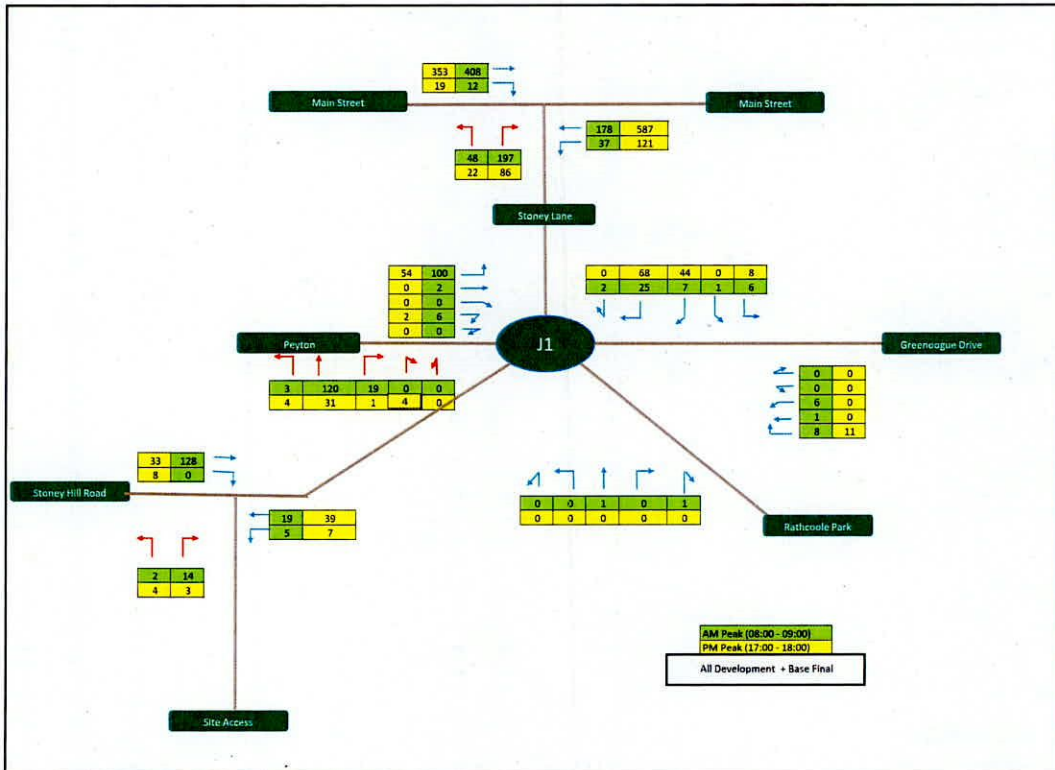 353 408
19 12
Main Street
Main Street
178 587
37 121
48 197
22 86
Stoney Lane
54 100
0 2
0 0
2 6
0 0
0 68 44 0 8
2 25 7 1 6
Peyton
J1
Greenogue Drive
3 120 19 0 0
4 31 1 4 0
0 0
0 0
6 0
1 0
8 11
33 128
8 0
Stoney Hill Road
19 39
5 7
0 0 1 0 1
0 0 0 0 0
Rathcoole Park
2 14
4 3
AM Peak (08:00 - 09:00)
PM Peak (17:00 - 18:00)
All Development + Base Final
Site Access